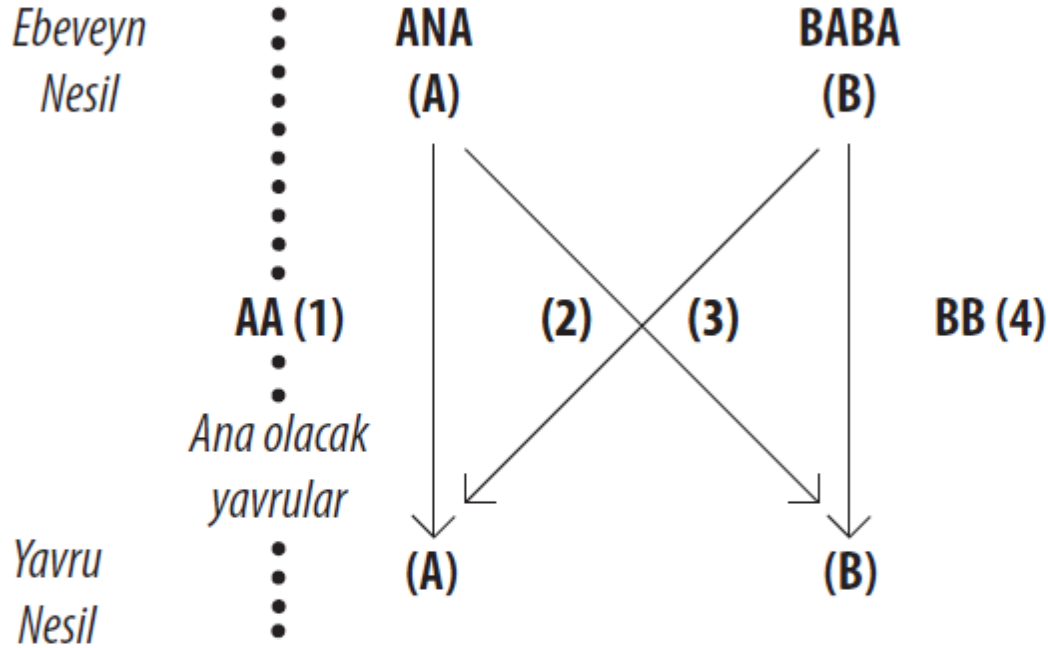 Ebeveyn
Nesil
ANA
(A)
BABA
(B)
AA (1)
(2)
(3)
BB (4)
Ana olacak
yavrular
Yavru
Nesil
(A)
(B)